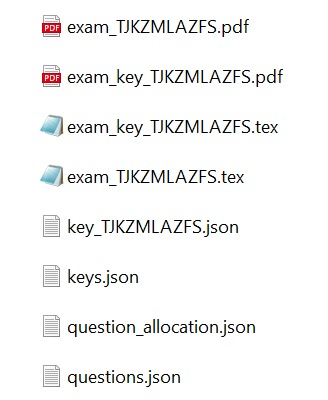 exam_TJKZMLAZFS.pdf
exam_key_TJKZMLAZFS.pdf
exam_key_TJKZMLAZFS.tex
exam_TJKZMLAZFS.tex
key_TJKZMLAZFS.json
keys.json
question_allocation.json
questions.json